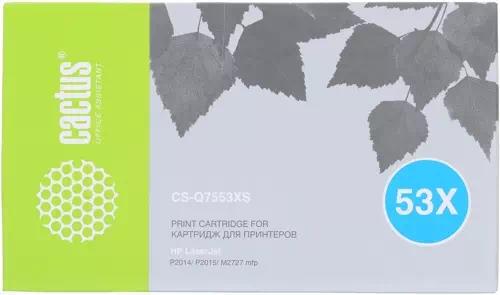 cactus®
OFFICE ASSISTANT
CS-Q7553XS
PRINT CARTRIDGE FOR
КАРТРИДЖ ДЛЯ ПРИНТЕРОВ
HP LaserJet
P2014/ P2015/ M2727 mfp
53X